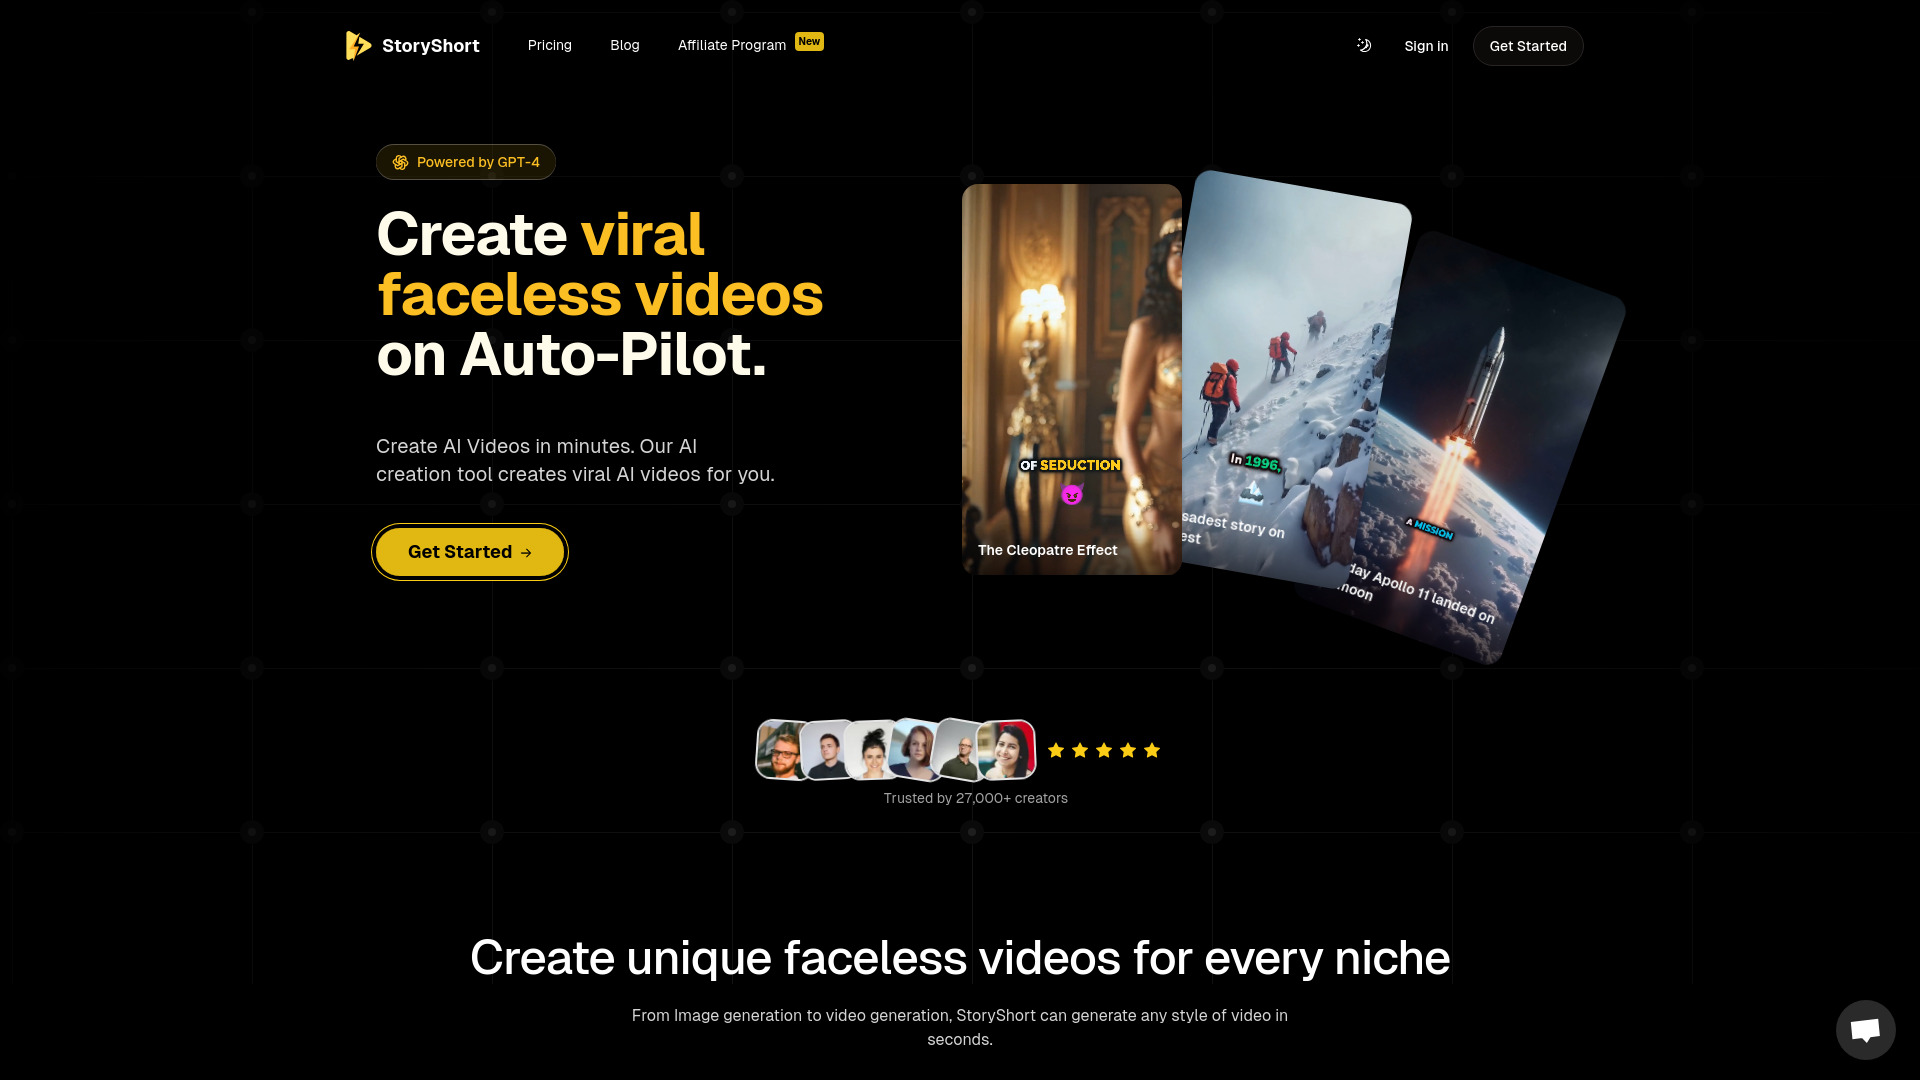 StoryShort
Pricing
Blog
Affiliate Program
New
Sign in
Get Started
Powered by GPT-4
Create viral
faceless videos
on Auto-Pilot.
Create AI Videos in minutes. Our AI
creation tool creates viral AI videos for you.
Get Started →
OF SEDUCTION
The Cleopatre Effect
In 1996,
sadest story on
est
A MISSION
day Apollo 11 landed on
moon
Trusted by 27,000+ creators
Create unique faceless videos for every niche
From Image generation to video generation, StoryShort can generate any style of video in
seconds.